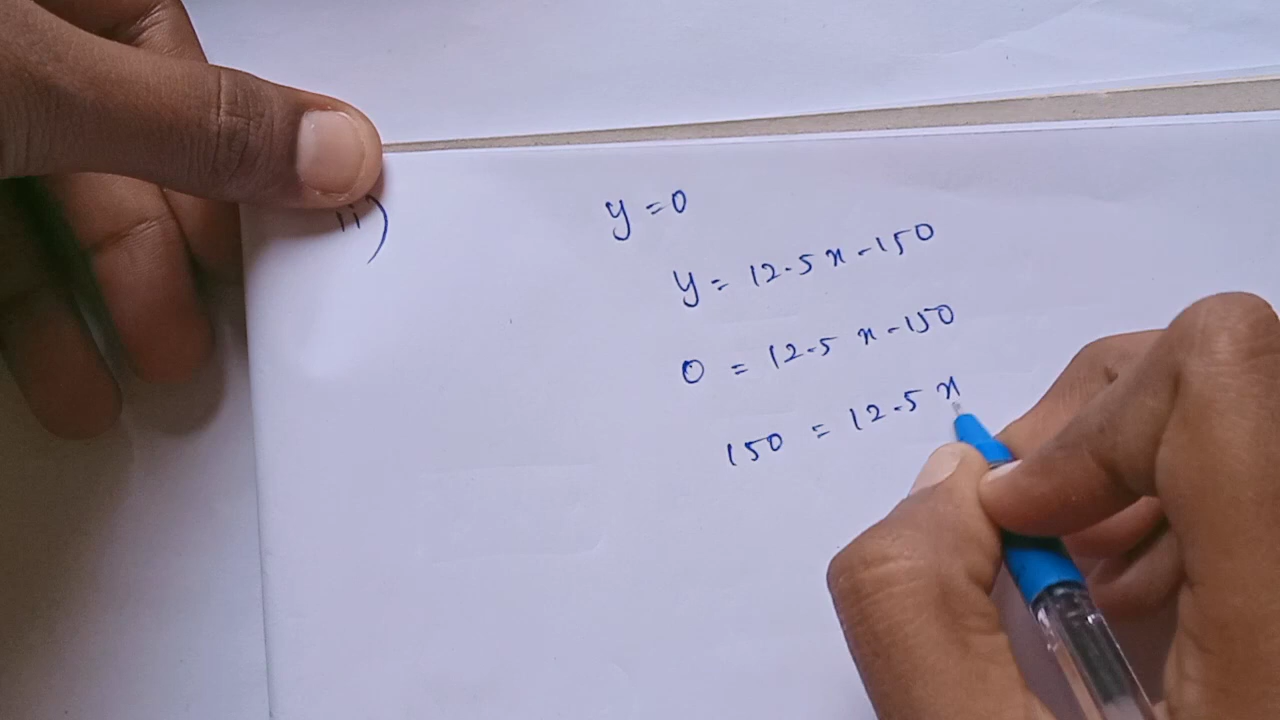 ii)
y = 0
y = 12.5 x - 150
0 = 12.5 x - 150
150 = 12.5 x